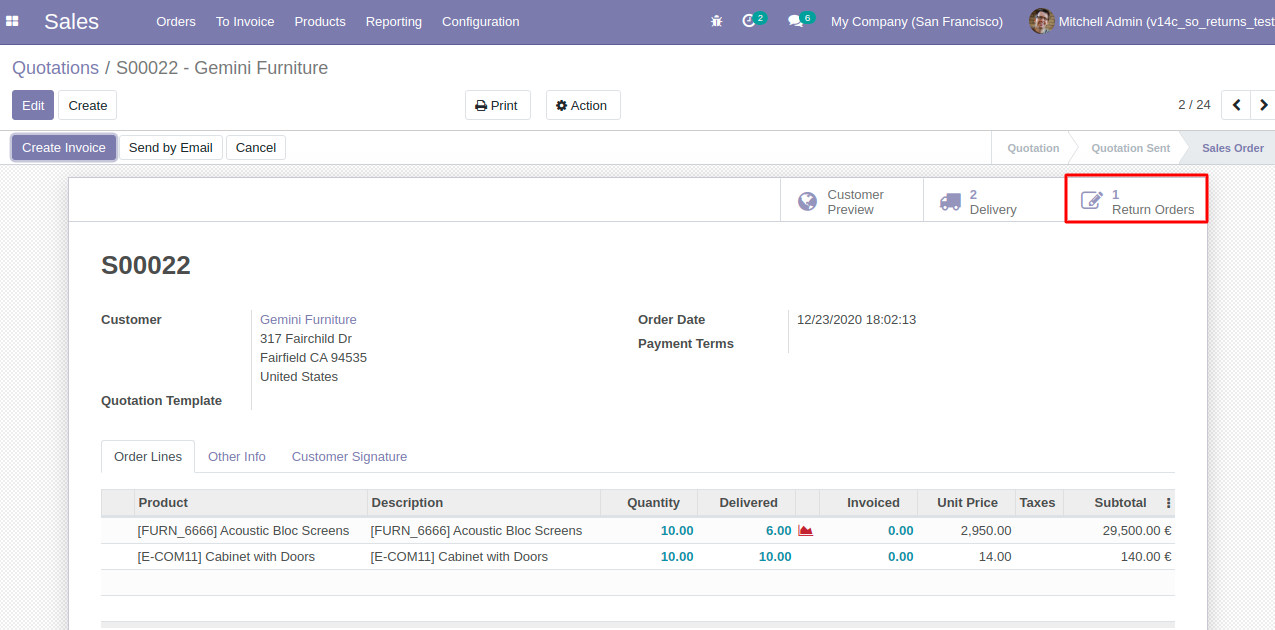 Sales Orders To Invoice Products Reporting Configuration 2 6 My Company (San Francisco) Mitchell Admin (v14c_so_returns_test
Quotations / S00022 - Gemini Furniture
Edit Create Print Action 2 / 24
Create Invoice Send by Email Cancel Quotation Quotation Sent Sales Order
Customer Preview 2 Delivery 1 Return Orders
S00022
Customer Gemini Furniture Order Date 12/23/2020 18:02:13
317 Fairchild Dr Payment Terms
Fairfield CA 94535
United States
Quotation Template
Order Lines Other Info Customer Signature
Product Description Quantity Delivered Invoiced Unit Price Taxes Subtotal
[FURN_6666] Acoustic Bloc Screens [FURN_6666] Acoustic Bloc Screens 10.00 6.00 0.00 2,950.00 29,500.00 €
[E-COM11] Cabinet with Doors [E-COM11] Cabinet with Doors 10.00 10.00 0.00 14.00 140.00 €